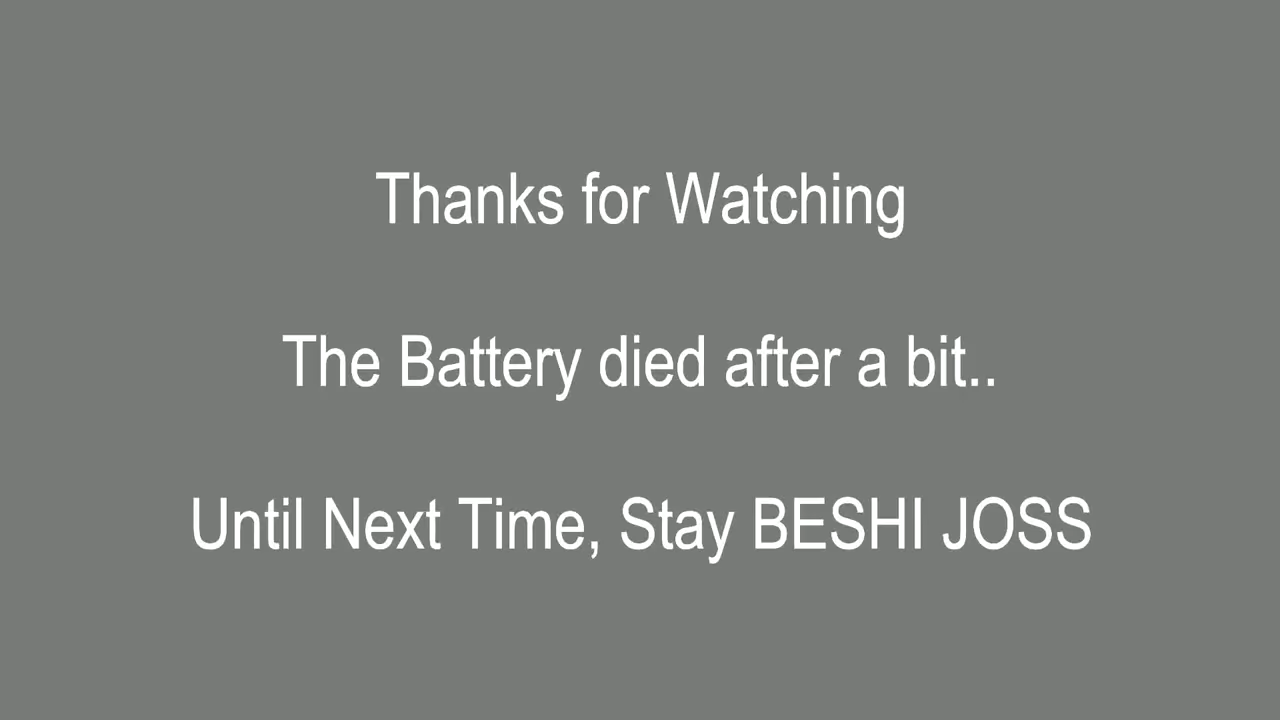 Thanks for Watching
The Battery died after a bit..
Until Next Time, Stay BESHI JOSS